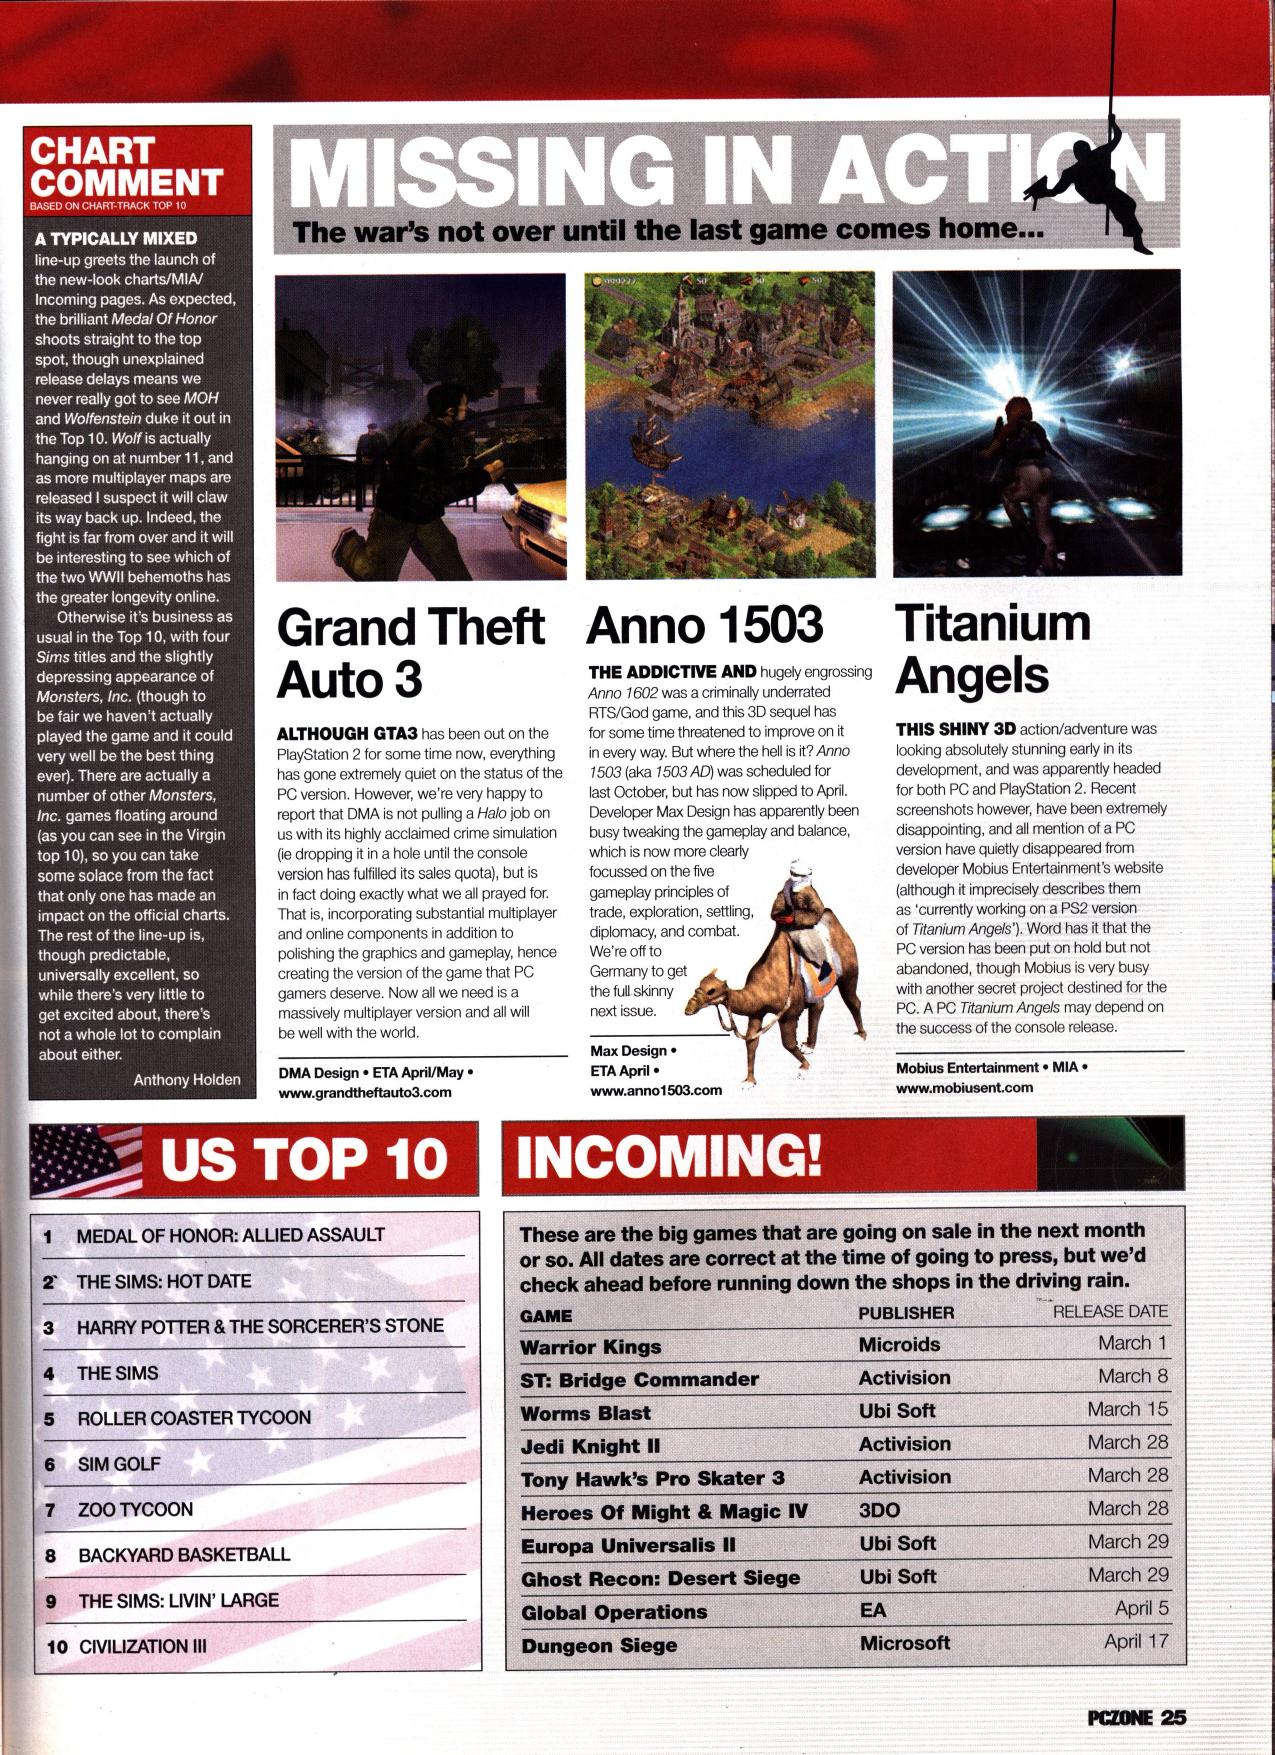 CHART
COMMENT
BASED ON CHART-TRACK TOP 10
A TYPICALLY MIXED
line-up greets the launch of
the new-look charts/MIA/
Incoming pages. As expected,
the brilliant Medal Of Honor
shoots straight to the top
spot, though unexplained
release delays means we
never really got to see MOH
and Wolfenstein duke it out in
the Top 10. Wolf is actually
hanging on at number 11, and
as more multiplayer maps are
released I suspect it will claw
its way back up. Indeed, the
fight is far from over and it will
be interesting to see which of
the two WWII behemoths has
the greater longevity online.
Otherwise it's business as
usual in the Top 10, with four
Sims titles and the slightly
depressing appearance of
Monsters, Inc. (though to
be fair we haven't actually
played the game and it could
very well be the best thing
ever). There are actually a
number of other Monsters,
Inc. games floating around
(as you can see in the Virgin
top 10), so you can take
some solace from the fact
that only one has made an
impact on the official charts.
The rest of the line-up is,
though predictable,
universally excellent, so
while there's very little to
get excited about, there's
not a whole lot to complain
about either.
Anthony Holden
MISSING IN ACTION
The war's not over until the last game comes home...
Grand Theft
Auto 3
ALTHOUGH GTA3 has been out on the
PlayStation 2 for some time now, everything
has gone extremely quiet on the status of the
PC version. However, we're very happy to
report that DMA is not pulling a Halo job on
us with its highly acclaimed crime simulation
(ie dropping it in a hole until the console
version has fulfilled its sales quota), but is
in fact doing exactly what we all prayed for.
That is, incorporating substantial multiplayer
and online components in addition to
polishing the graphics and gameplay, hence
creating the version of the game that PC
gamers deserve. Now all we need is a
massively multiplayer version and all will
be well with the world.
DMA Design • ETA April/May •
www.grandtheftauto3.com
Anno 1503
THE ADDICTIVE AND hugely engrossing
Anno 1602 was a criminally underrated
RTS/God game, and this 3D sequel has
for some time threatened to improve on it
in every way. But where the hell is it? Anno
1503 (aka 1503 AD) was scheduled for
last October, but has now slipped to April.
Developer Max Design has apparently been
busy tweaking the gameplay and balance,
which is now more clearly
focussed on the five
gameplay principles of
trade, exploration, settling,
diplomacy, and combat.
We're off to
Germany to get
the full skinny
next issue.
Max Design •
ETA April •
www.anno1503.com
Titanium
Angels
THIS SHINY 3D action/adventure was
looking absolutely stunning early in its
development, and was apparently headed
for both PC and PlayStation 2. Recent
screenshots however, have been extremely
disappointing, and all mention of a PC
version have quietly disappeared from
developer Mobius Entertainment's website
(although it imprecisely describes them
as 'currently working on a PS2 version
of Titanium Angels'). Word has it that the
PC version has been put on hold but not
abandoned, though Mobius is very busy
with another secret project destined for the
PC. A PC Titanium Angels may depend on
the success of the console release.
Mobius Entertainment • MIA •
www.mobiusent.com
US TOP 10
1 MEDAL OF HONOR: ALLIED ASSAULT
2 THE SIMS: HOT DATE
3 HARRY POTTER & THE SORCERER'S STONE
4 THE SIMS
5 ROLLER COASTER TYCOON
6 SIM GOLF
7 ZOO TYCOON
8 BACKYARD BASKETBALL
9 THE SIMS: LIVIN' LARGE
10 CIVILIZATION III
INCOMING!
These are the big games that are going on sale in the next month
or so. All dates are correct at the time of going to press, but we'd
check ahead before running down the shops in the driving rain.
GAME PUBLISHER RELEASE DATE
Warrior Kings Microids March 1
ST: Bridge Commander Activision March 8
Worms Blast Ubi Soft March 15
Jedi Knight II Activision March 28
Tony Hawk's Pro Skater 3 Activision March 28
Heroes Of Might & Magic IV 3DO March 28
Europa Universalis II Ubi Soft March 29
Ghost Recon: Desert Siege Ubi Soft March 29
Global Operations EA April 5
Dungeon Siege Microsoft April 17
PCZONE 25